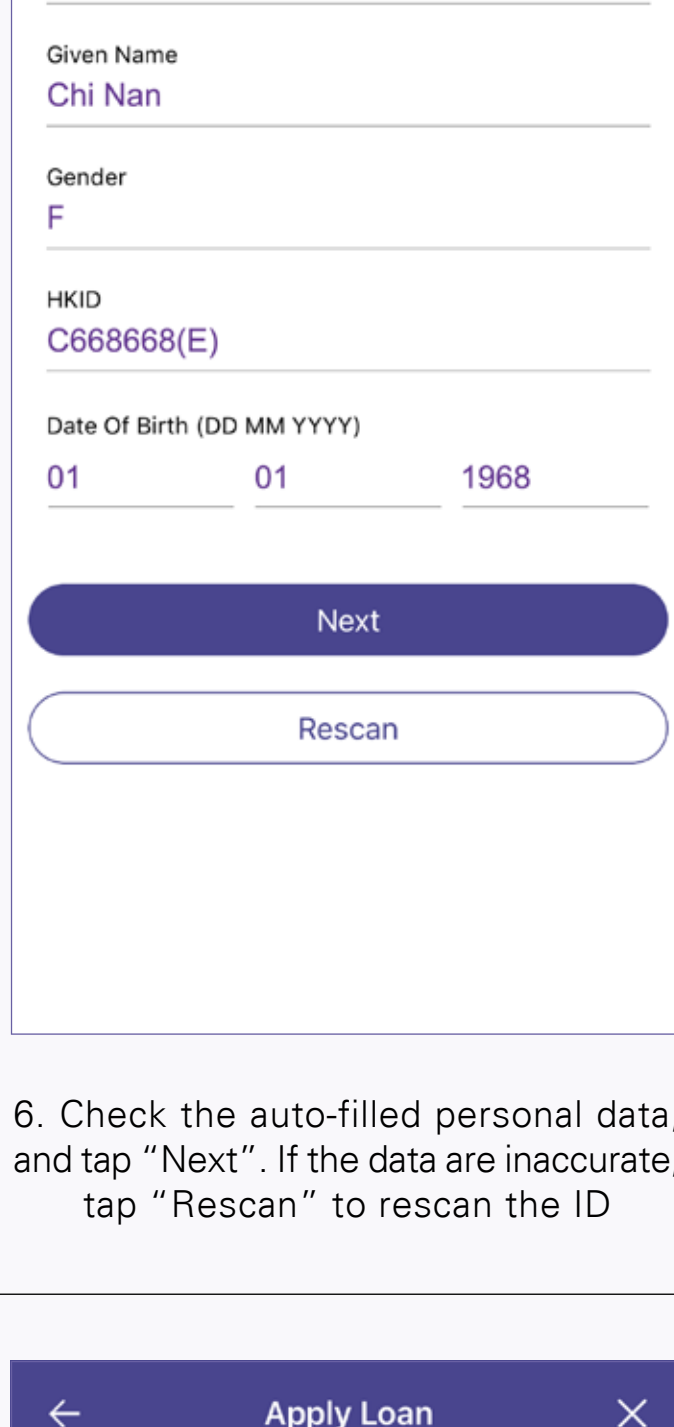 Given Name
Chi Nan
Gender
F
HKID
C668668(E)
Date Of Birth (DD MM YYYY)
01 01 1968
Next
Rescan
6. Check the auto-filled personal data,
and tap “Next”. If the data are inaccurate,
tap “Rescan” to rescan the ID
Apply Loan